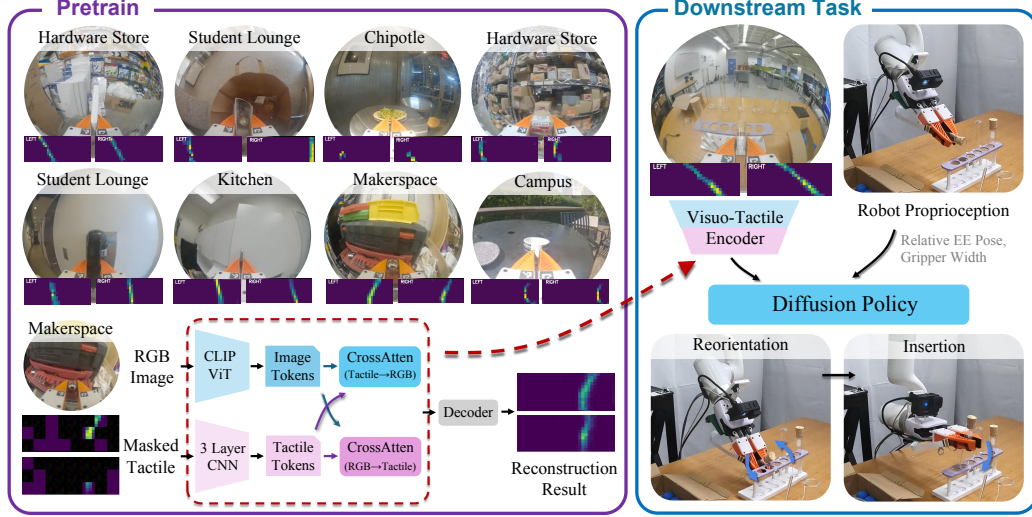 Pretrain
Hardware Store
Student Lounge
Chipotle
Hardware Store
LEFT
RIGHT
LEFT
RIGHT
LEFT
RIGHT
LEFT
RIGHT
Student Lounge
Kitchen
Makerspace
Campus
LEFT
RIGHT
LEFT
RIGHT
LEFT
RIGHT
LEFT
RIGHT
Makerspace
RGB
Image
CLIP
ViT
Image
Tokens
CrossAtten
(Tactile→RGB)
Masked
Tactile
3 Layer
CNN
Tactile
Tokens
CrossAtten
(RGB→Tactile)
Decoder
Reconstruction
Result
Downstream Task
LEFT
RIGHT
Visuo-Tactile
Encoder
Robot Proprioception
Relative EE Pose,
Gripper Width
Diffusion Policy
Reorientation
Insertion